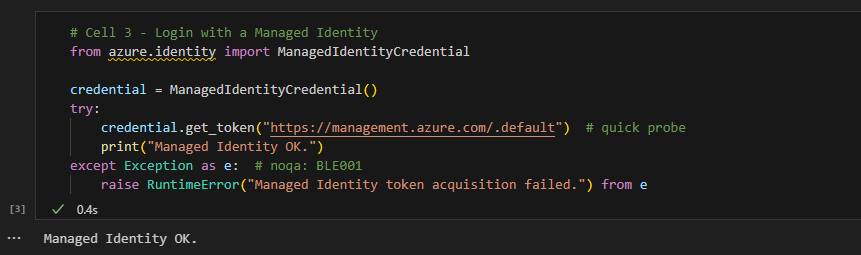 # Cell 3 - Login with a Managed Identity
from azure.identity import ManagedIdentityCredential

credential = ManagedIdentityCredential()
try:
    credential.get_token("https://management.azure.com/.default")  # quick probe
    print("Managed Identity OK.")
except Exception as e:  # noqa: BLE001
    raise RuntimeError("Managed Identity token acquisition failed.") from e
[3] ✓ 0.4s
... Managed Identity OK.